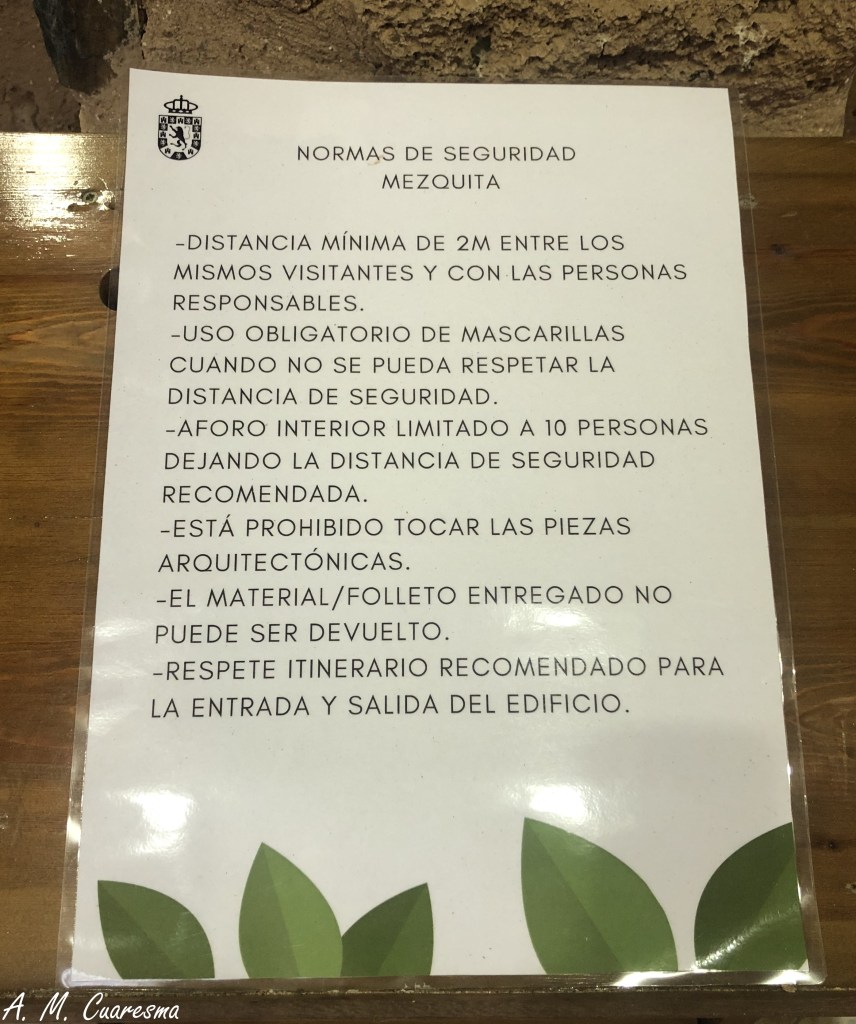 NORMAS DE SEGURIDAD
MEZQUITA
-DISTANCIA MÍNIMA DE 2M ENTRE LOS
MISMOS VISITANTES Y CON LAS PERSONAS
RESPONSABLES.
-USO OBLIGATORIO DE MASCARILLAS
CUANDO NO SE PUEDA RESPETAR LA
DISTANCIA DE SEGURIDAD.
-AFORO INTERIOR LIMITADO A 10 PERSONAS
DEJANDO LA DISTANCIA DE SEGURIDAD
RECOMENDADA.
-ESTÁ PROHIBIDO TOCAR LAS PIEZAS
ARQUITECTÓNICAS.
-EL MATERIAL/FOLLETO ENTREGADO NO
PUEDE SER DEVUELTO.
-RESPETE ITINERARIO RECOMENDADO PARA
LA ENTRADA Y SALIDA DEL EDIFICIO.
A. M. Cuaresma